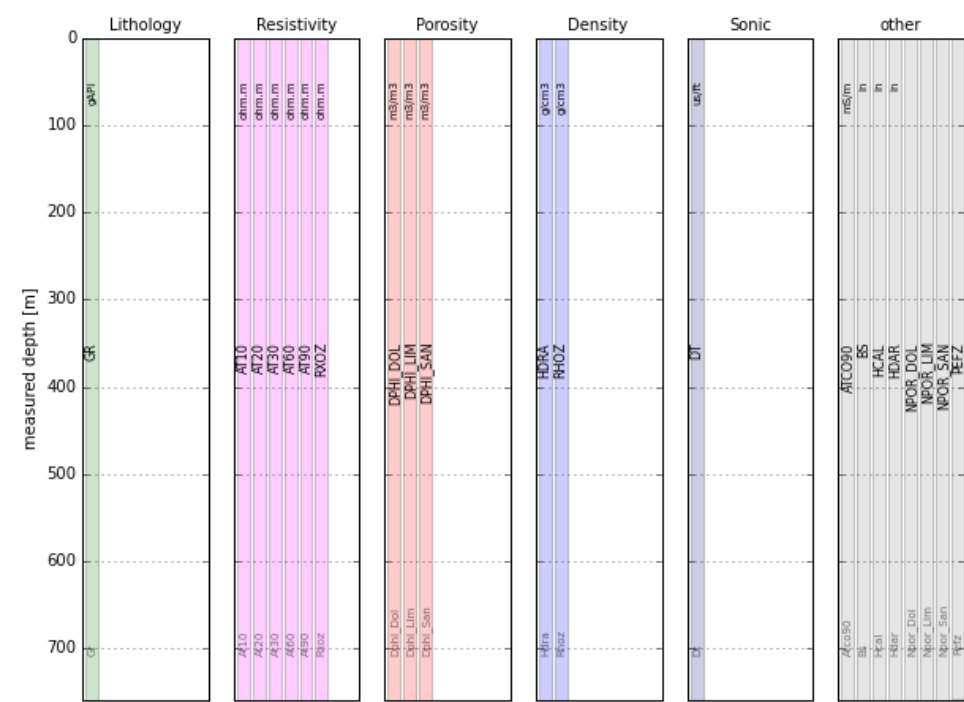 Lithology Resistivity Porosity Density Sonic other
0
gAPI ohm.m ohm.m ohm.m ohm.m ohm.m ohm.m m3/m3 m3/m3 m3/m3 g/cm3 g/cm3 us/ft mS/m in in in
100
200
300
measured depth [m]
GR AT10 AT20 AT30 AT60 AT90 RXOZ DPHI_DOL DPHI_LIM DPHI_SAN HDRA RHOZ DT ATCO90 BS HCAL HDAR NPOR_DOL NPOR_LIM NPOR_SAN PEFZ
400
500
600
Gr At10 At20 At30 At60 At90 Rxoz Dphi_Dol Dphi_Lim Dphi_San Hdra Rhoz Dt Atco90 Bs Hcal Hdar Npor_Dol Npor_Lim Npor_San Pefz
700